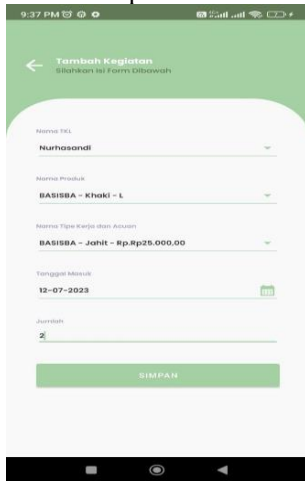 9:37 PM
Tambah Kegiatan
Silahkan Isi Form Dibawah
Nama TKL
Nurhasandi
Nama Produk
BASISBA - Khaki - L
Nama Tipe Kerja dan Acuan
BASISBA - Jahit - Rp.Rp25.000,00
Tanggal Masuk
12-07-2023
Jumlah
2
SIMPAN